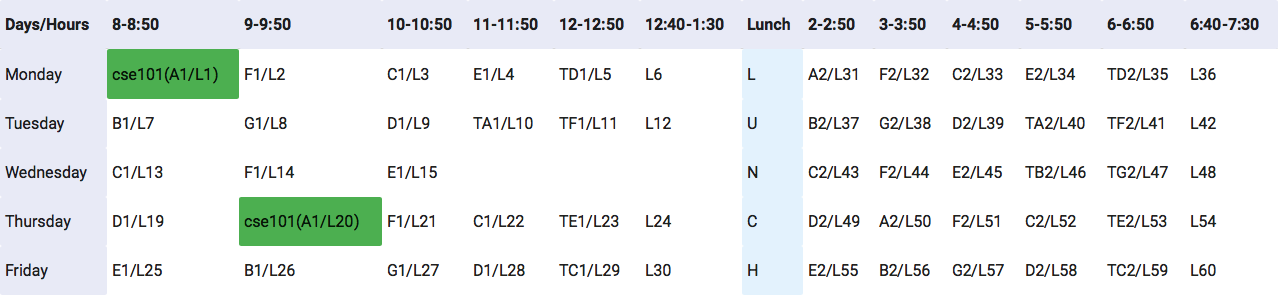 Days/Hours 8-8:50 9-9:50 10-10:50 11-11:50 12-12:50 12:40-1:30 Lunch 2-2:50 3-3:50 4-4:50 5-5:50 6-6:50 6:40-7:30
Monday cse101(A1/L1) F1/L2 C1/L3 E1/L4 TD1/L5 L6 L A2/L31 F2/L32 C2/L33 E2/L34 TD2/L35 L36
Tuesday B1/L7 G1/L8 D1/L9 TA1/L10 TF1/L11 L12 U B2/L37 G2/L38 D2/L39 TA2/L40 TF2/L41 L42
Wednesday C1/L13 F1/L14 E1/L15 N C2/L43 F2/L44 E2/L45 TB2/L46 TG2/L47 L48
Thursday D1/L19 cse101(A1/L20) F1/L21 C1/L22 TE1/L23 L24 C D2/L49 A2/L50 F2/L51 C2/L52 TE2/L53 L54
Friday E1/L25 B1/L26 G1/L27 D1/L28 TC1/L29 L30 H E2/L55 B2/L56 G2/L57 D2/L58 TC2/L59 L60